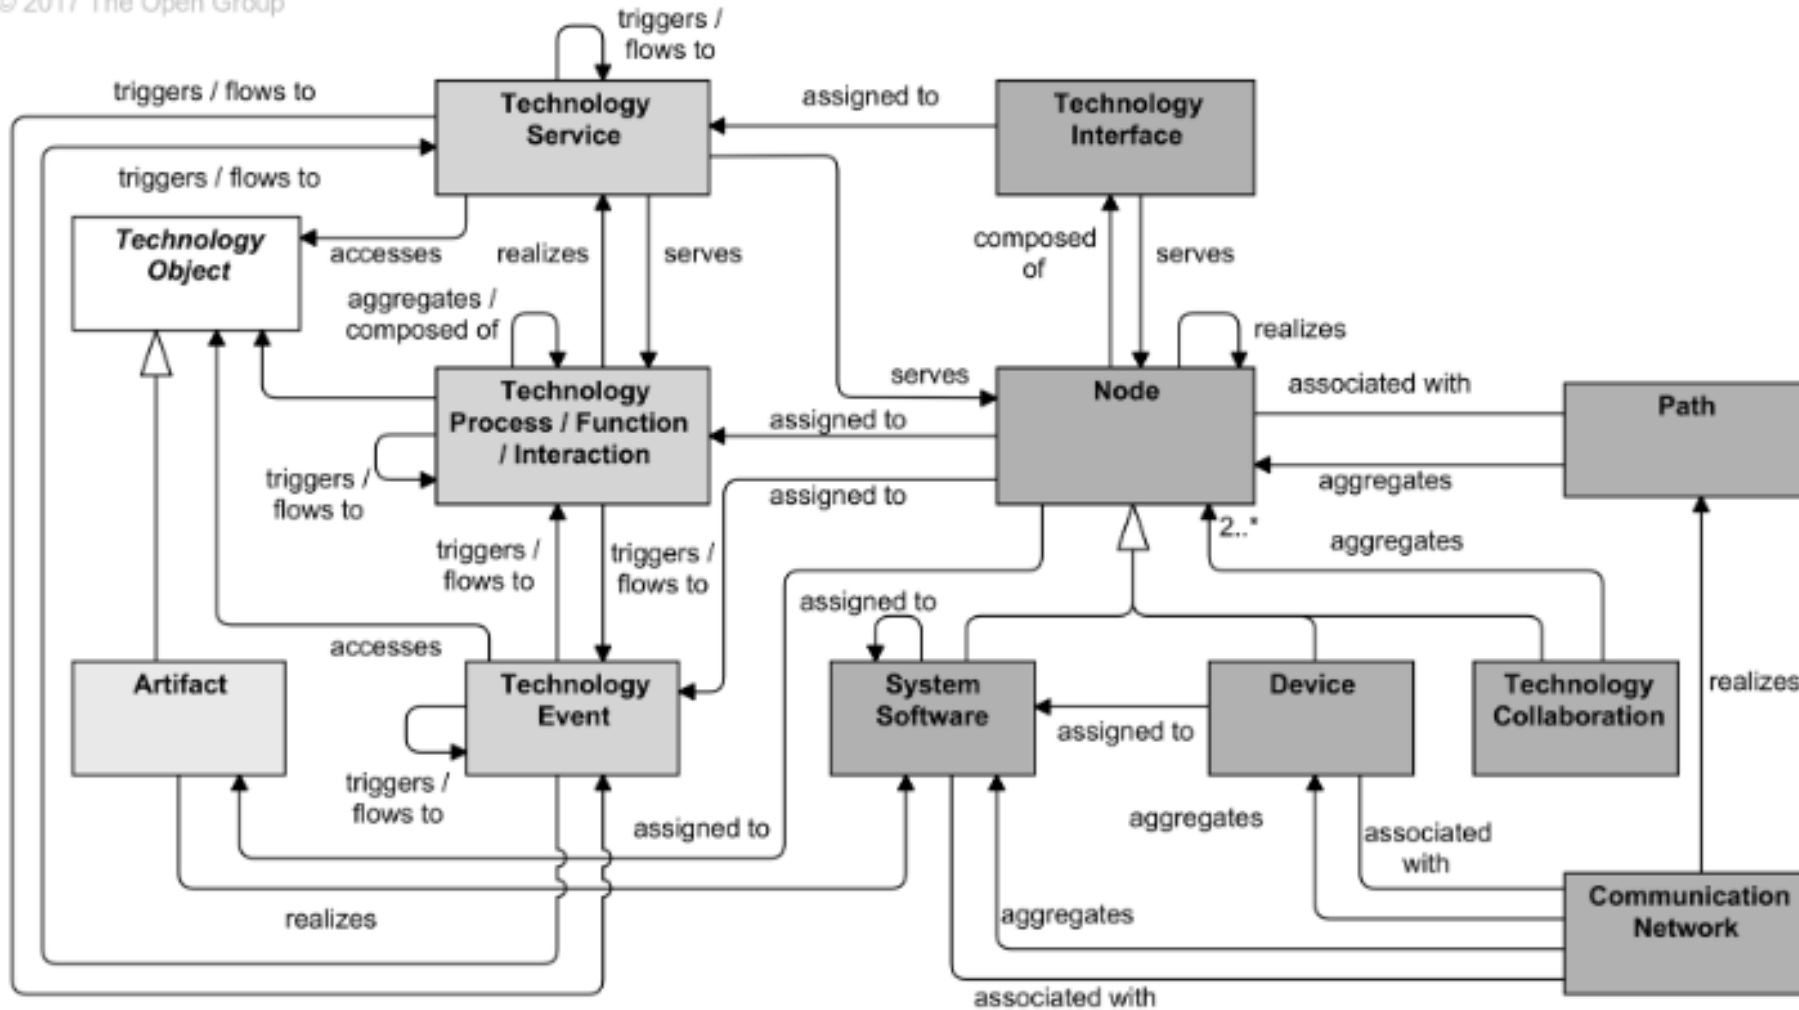 © 2017 The Open Group
triggers /
flows to
triggers / flows to
Technology
Service
assigned to
Technology
Interface
triggers / flows to
Technology
Object
accesses
realizes
serves
composed
of
serves
aggregates /
composed of
realizes
Technology
Process / Function
/ Interaction
serves
Node
associated with
Path
assigned to
triggers /
flows to
assigned to
aggregates
2..*
aggregates
triggers /
flows to
triggers /
flows to
assigned to
accesses
Artifact
Technology
Event
System
Software
Device
Technology
Collaboration
realizes
assigned to
triggers /
flows to
assigned to
aggregates
associated
with
Communication
Network
realizes
aggregates
associated with